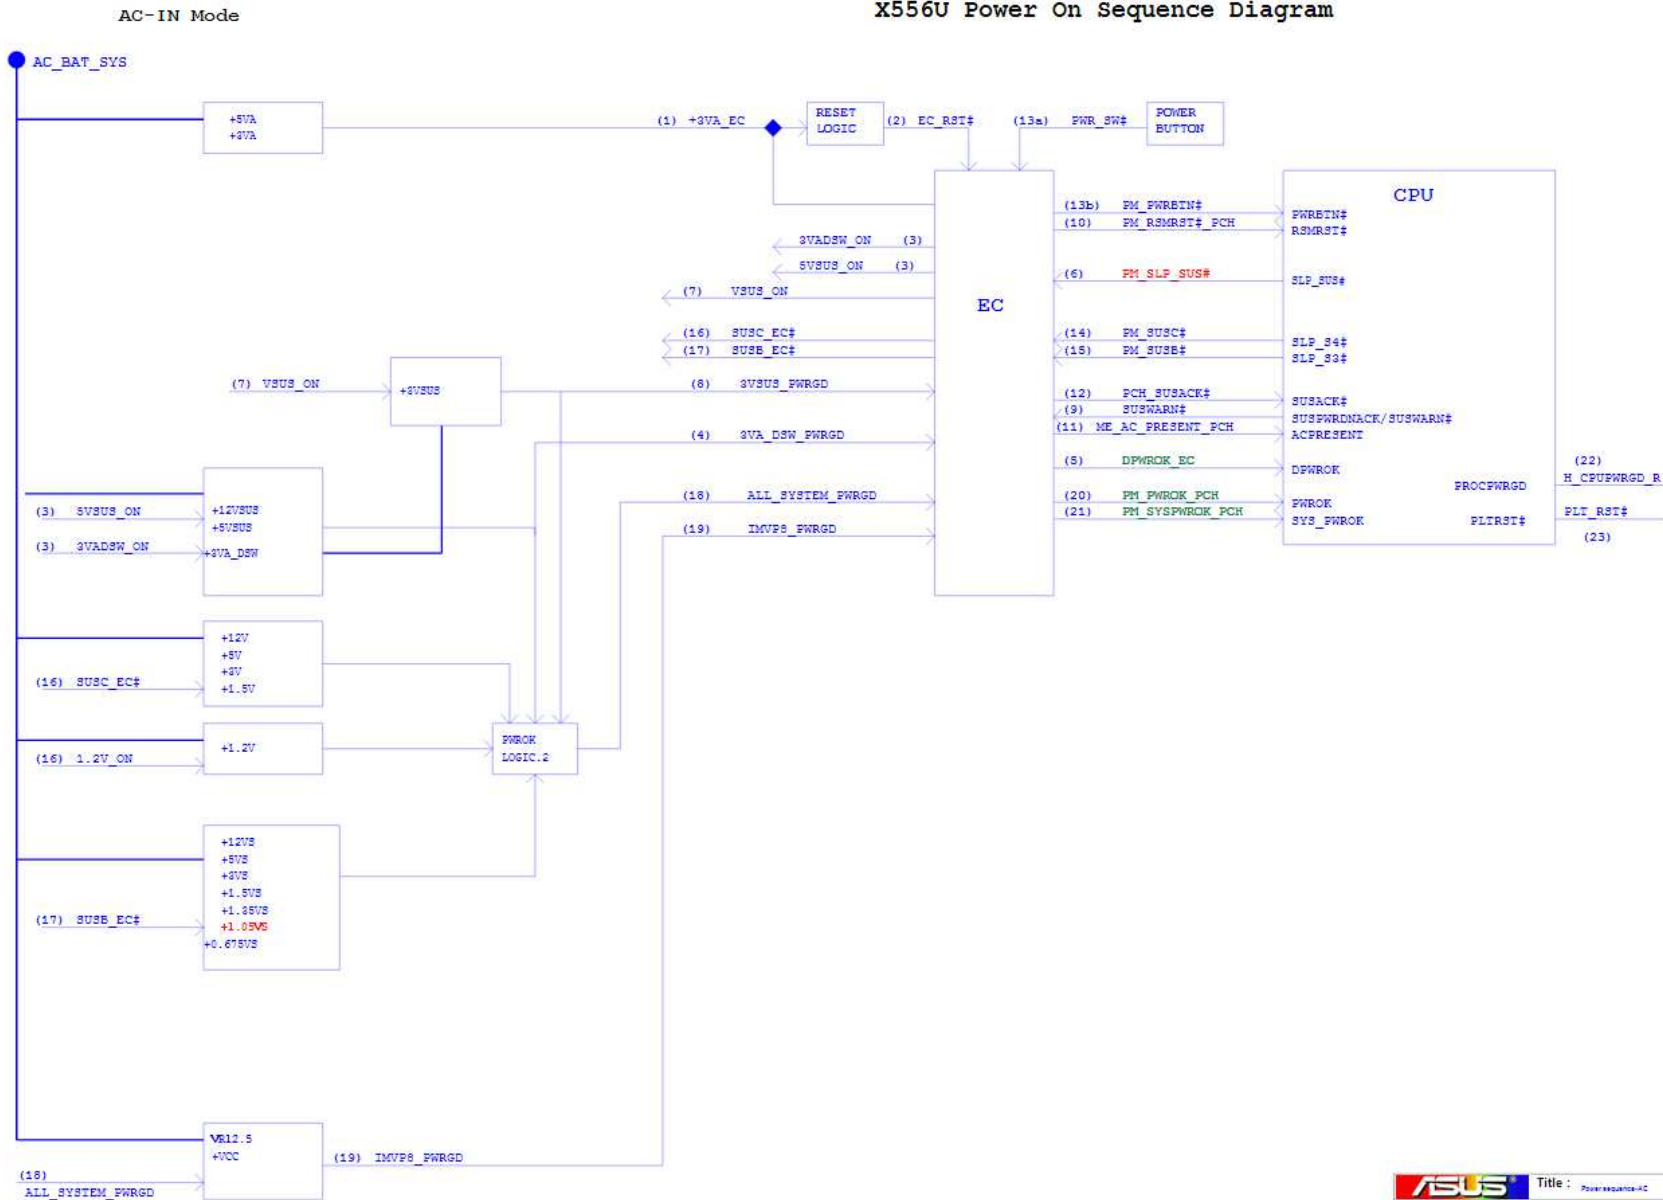 AC-IN Mode
X556U Power On Sequence Diagram
AC_BAT_SYS
+5VA
+3VA
(1) +3VA_EC
RESET
LOGIC
(2) EC_RST#
(13a) PWR_SW#
POWER
BUTTON
CPU
EC
(13b) PM_PWRBTN#
PWRBTN#
(10) PM_RSMRST#_PCH
RSMRST#
3VADSW_ON (3)
5VSUS_ON (3)
(7) VSUS_ON
(6) PM_SLP_SUS#
SLP_SUS#
(16) SUSC_EC#
(17) SUSB_EC#
(14) PM_SUSC#
SLP_S4#
(15) PM_SUSB#
SLP_S3#
(7) VSUS_ON
+3VSUS
(8) 3VSUS_PWRGD
(12) PCH_SUSACK#
SUSACK#
(9) SUSWARN#
SUSPWRDNACK/SUSWARN#
(11) ME_AC_PRESENT_PCH
ACPRESENT
(4) 3VA_DSW_PWRGD
(5) DPWROK_EC
DPWROK
(18) ALL_SYSTEM_PWRGD
(20) PM_PWROK_PCH
PWROK
(21) PM_SYSPWROK_PCH
SYS_PWROK
(19) IMVP8_PWRGD
PROCPWRGD
(22)
H_CPUPWRGD_R
PLTRST#
PLT_RST#
(23)
(3) 5VSUS_ON
(3) 3VADSW_ON
+12VSUS
+5VSUS
+3VA_DSW
+12V
+5V
+3V
+1.5V
(16) SUSC_EC#
+1.2V
(16) 1.2V_ON
PWROK
LOGIC.2
+12VS
+5VS
+3VS
+1.5VS
+1.35VS
+1.05VS
+0.675VS
(17) SUSB_EC#
VR12.5
+VCC
(18)
ALL_SYSTEM_PWRGD
(19) IMVP8_PWRGD
ASUS
Title : Power sequence-AC